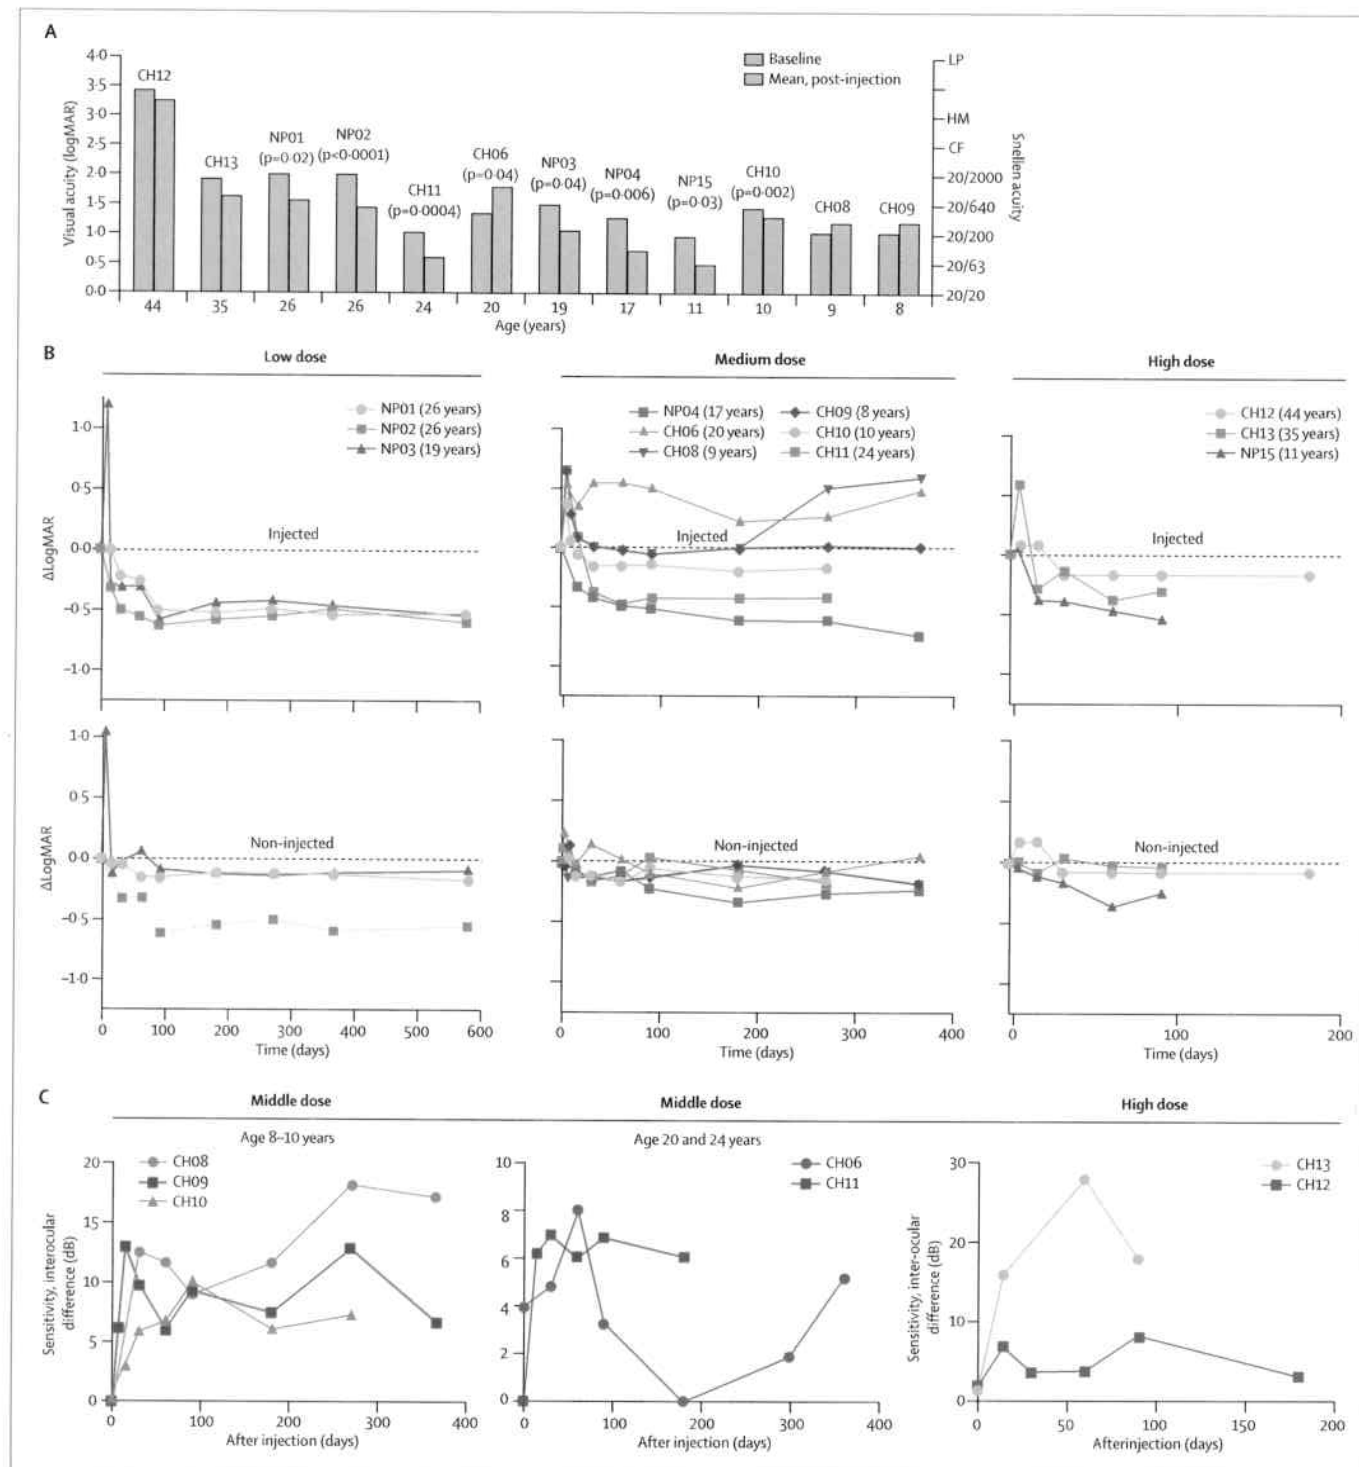 A
4·0
3·5
3·0
2·5
2·0
1·5
1·0
0·5
0·0
Visual acuity (logMAR)
CH12
CH13
NP01
(p=0·02)
NP02
(p<0·0001)
CH11
(p=0·0004)
CH06
(p=0·04)
NP03
(p=0·04)
NP04
(p=0·006)
NP15
(p=0·03)
CH10
(p=0·002)
CH08
CH09
Baseline
Mean, post-injection
LP
HM
CF
20/2000
20/640
20/200
20/63
20/20
Snellen acuity
44 35 26 26 24 20 19 17 11 10 9 8
Age (years)
B
Low dose
Medium dose
High dose
NP01 (26 years)
NP02 (26 years)
NP03 (19 years)
NP04 (17 years)
CH06 (20 years)
CH08 (9 years)
CH09 (8 years)
CH10 (10 years)
CH11 (24 years)
CH12 (44 years)
CH13 (35 years)
NP15 (11 years)
1·0
0·5
0·0
–0·5
–1·0
ΔLogMAR
Injected
Injected
Injected
1·0
0·5
0·0
–0·5
–1·0
ΔLogMAR
Non-injected
Non-injected
Non-injected
0 100 200 300 400 500 600
Time (days)
0 100 200 300 400
Time (days)
0 100 200
Time (days)
C
Middle dose
Middle dose
High dose
Age 8–10 years
Age 20 and 24 years
CH08
CH09
CH10
CH06
CH11
CH13
CH12
20
15
10
5
0
Sensitivity, interocular
difference (dB)
0 100 200 300 400
After injection (days)
10
8
6
4
2
0
0 100 200 300 400
After injection (days)
30
20
10
0
Sensitivity, inter-ocular
difference (dB)
0 50 100 150 200
Afterinjection (days)